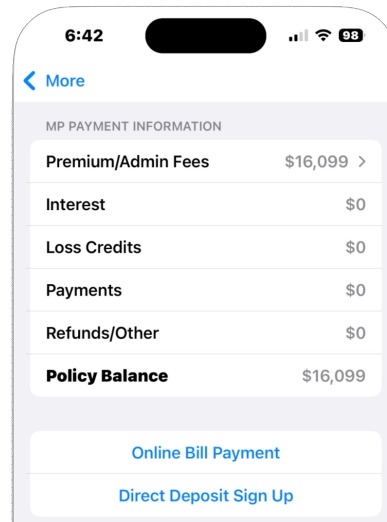 6:42 98
More
MP PAYMENT INFORMATION
Premium/Admin Fees $16,099
Interest $0
Loss Credits $0
Payments $0
Refunds/Other $0
Policy Balance $16,099
Online Bill Payment
Direct Deposit Sign Up